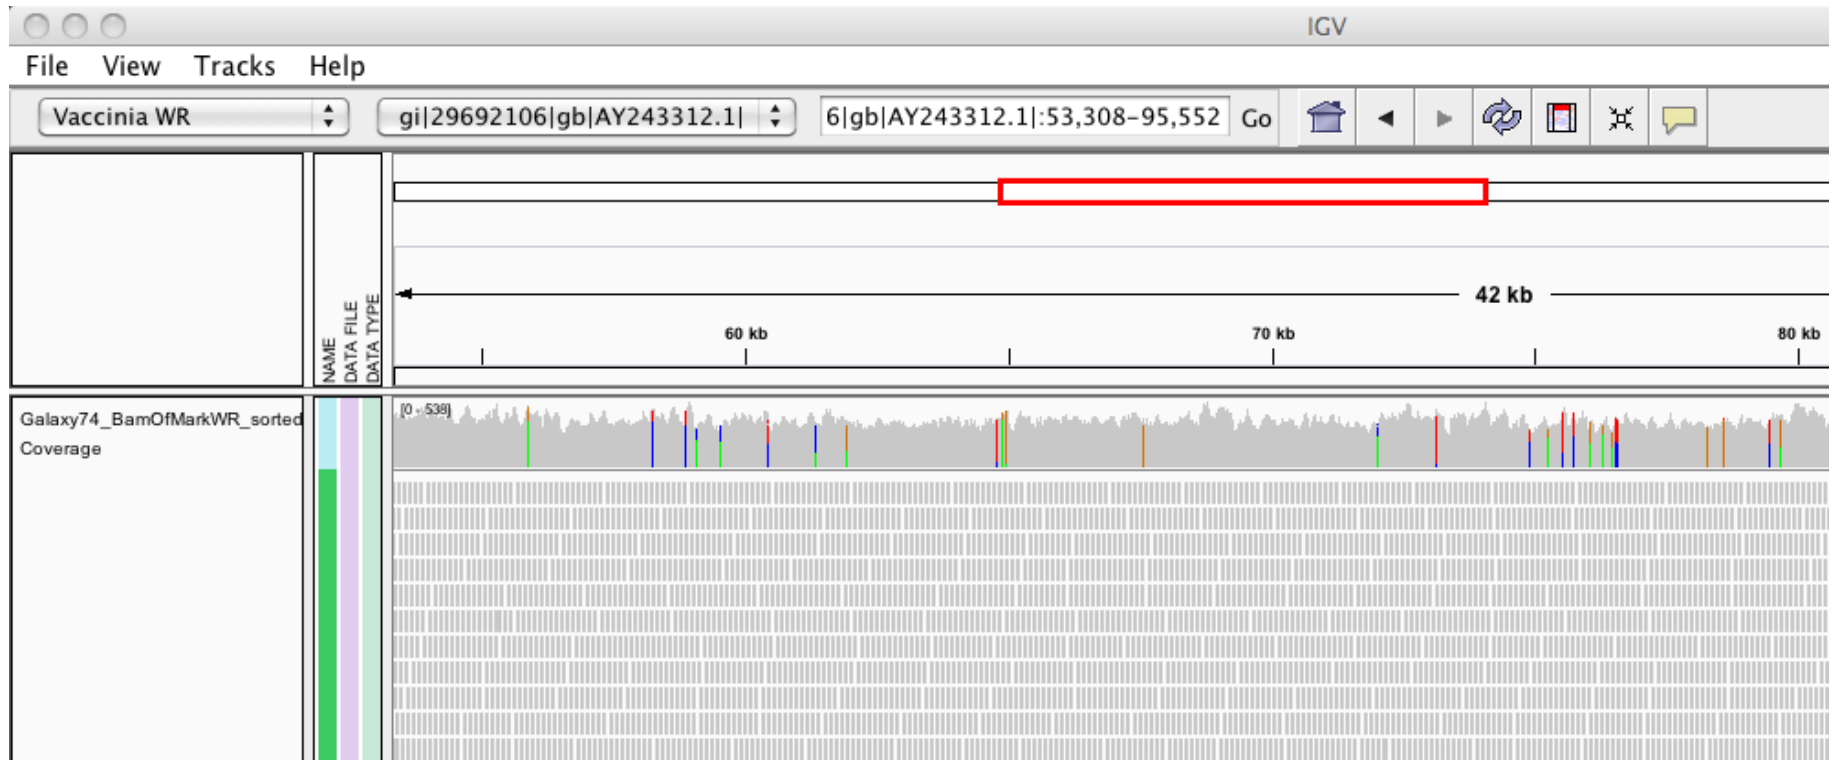 IGV
File View Tracks Help
Vaccinia WR gi|29692106|gb|AY243312.1| 6|gb|AY243312.1|:53,308-95,552 Go
42 kb
60 kb 70 kb 80 kb
NAME
DATA FILE
DATA TYPE
Galaxy74_BamOfMarkWR_sorted [0 - 538]
Coverage